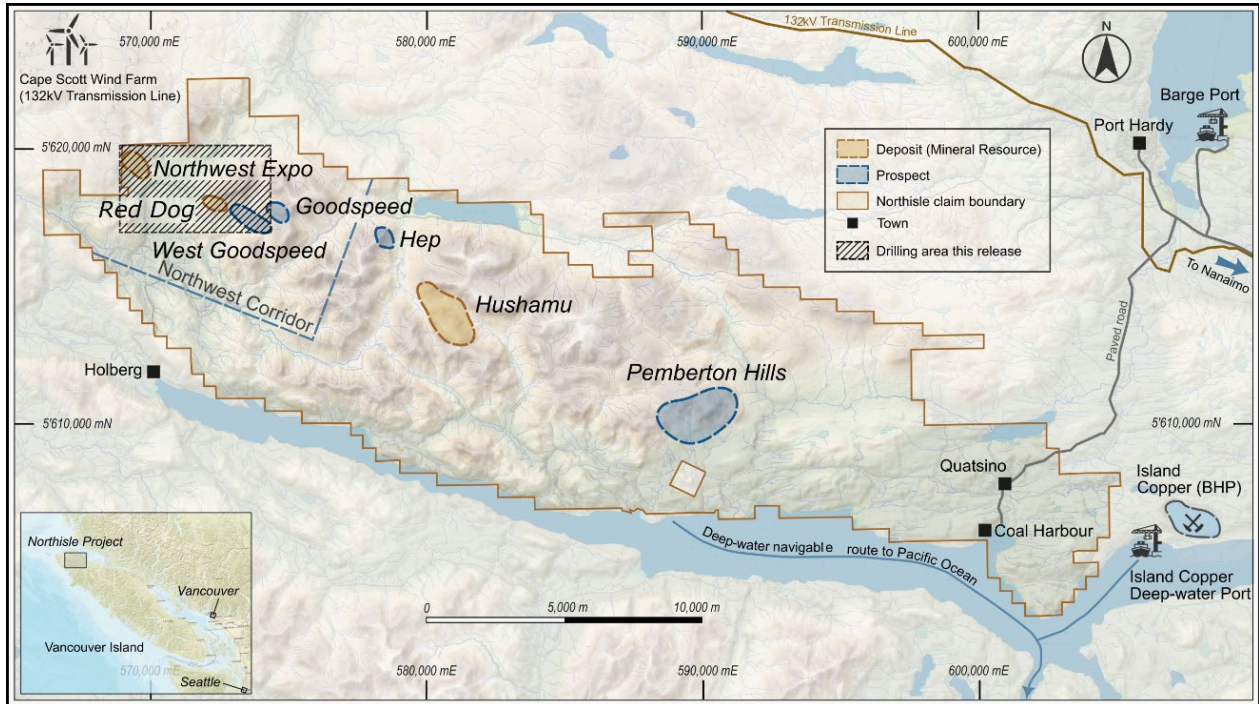 570,000 mE
580,000 mE
590,000 mE
600,000 mE
132kV Transmission Line
N
Cape Scott Wind Farm
(132kV Transmission Line)
Barge Port
Port Hardy
5'620,000 mN
Northwest Expo
Red Dog
Goodspeed
West Goodspeed
Hep
Northwest Corridor
Hushamu
Deposit (Mineral Resource)
Prospect
Northisle claim boundary
Town
Drilling area this release
To Nanaimo
Paved road
Holberg
Pemberton Hills
5'610,000 mN
5'610,000 mN
Quatsino
Island
Copper (BHP)
Coal Harbour
Deep-water navigable route to Pacific Ocean
Island Copper
Deep-water Port
0
5,000 m
10,000 m
Northisle Project
Vancouver
Vancouver Island
Seattle
570,000 mE
580,000 mE
590,000 mE
600,000 mE